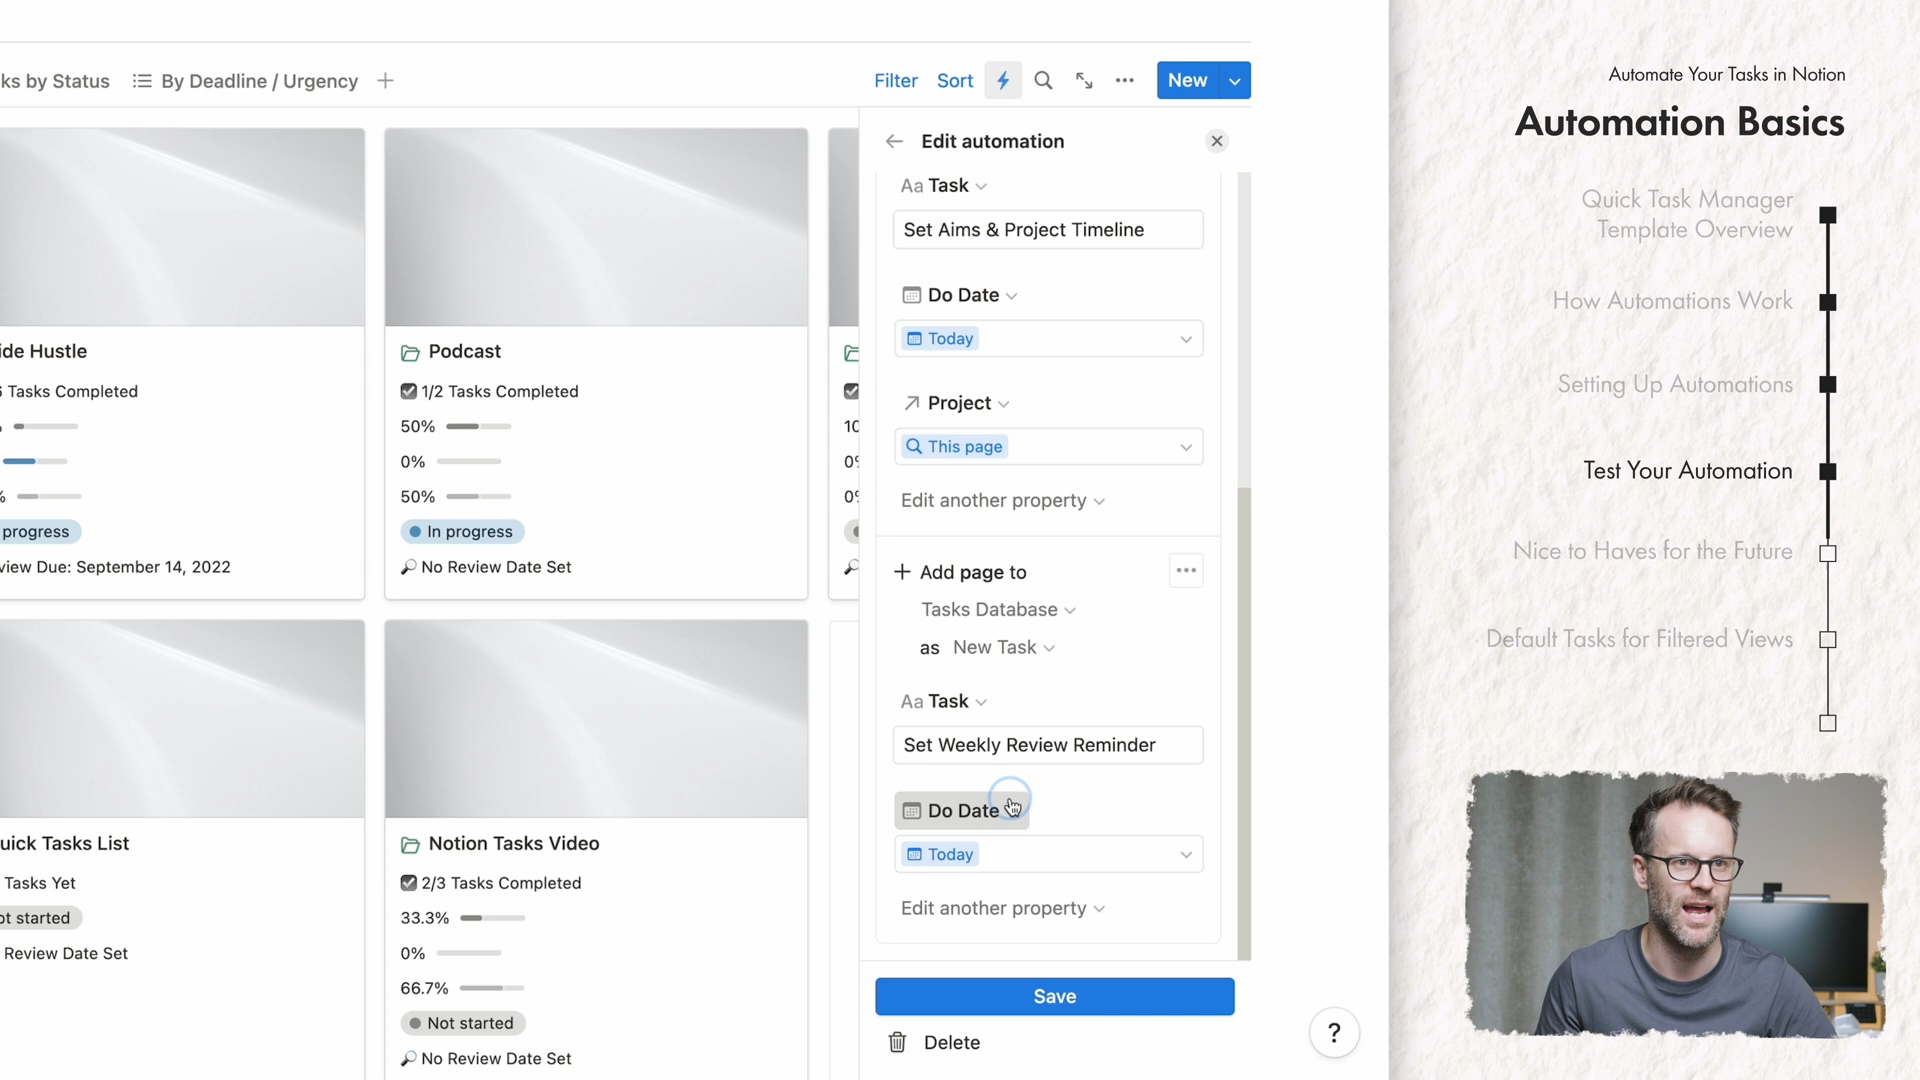 ks by Status
By Deadline / Urgency
Filter
Sort
New
ide Hustle
Tasks Completed
progress
view Due: September 14, 2022
Podcast
1/2 Tasks Completed
50%
0%
50%
In progress
No Review Date Set
uick Tasks List
Tasks Yet
ot started
Review Date Set
Notion Tasks Video
2/3 Tasks Completed
33.3%
0%
66.7%
Not started
No Review Date Set
Edit automation
Aa Task
Set Aims & Project Timeline
Do Date
Today
Project
This page
Edit another property
+ Add page to
Tasks Database
as New Task
Aa Task
Set Weekly Review Reminder
Do Date
Today
Edit another property
Save
Delete
?
Automate Your Tasks in Notion
Automation Basics
Quick Task Manager
Template Overview
How Automations Work
Setting Up Automations
Test Your Automation
Nice to Haves for the Future
Default Tasks for Filtered Views